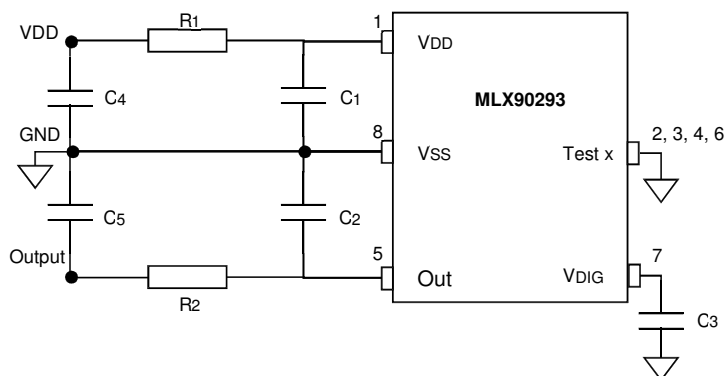 R1
1
VDD
VDD
MLX90293
C4
C1
GND
8
2, 3, 4, 6
VSS
Test x
C5
C2
Output
5
7
Out
VDIG
R2
C3